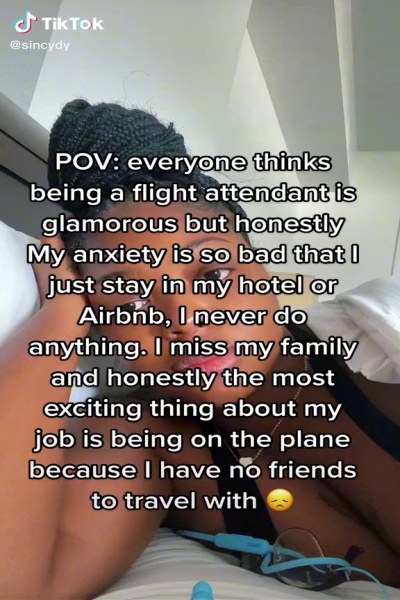 TikTok
@sincydy
POV: everyone thinks
being a flight attendant is
glamorous but honestly
My anxiety is so bad that I
just stay in my hotel or
Airbnb, I never do
anything. I miss my family
and honestly the most
exciting thing about my
job is being on the plane
because I have no friends
to travel with 😞